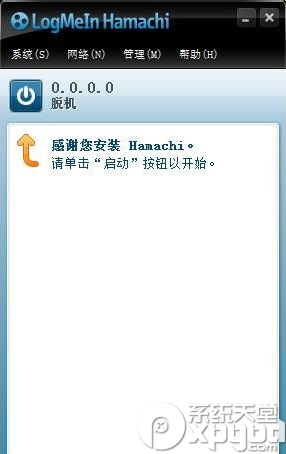 LogMeIn Hamachi
系统(S) 网络(N) 管理(M) 帮助(H)
0.0.0.0
脱机
感谢您安装 Hamachi。
请单击“启动”按钮以开始。
系统天堂
xpgod